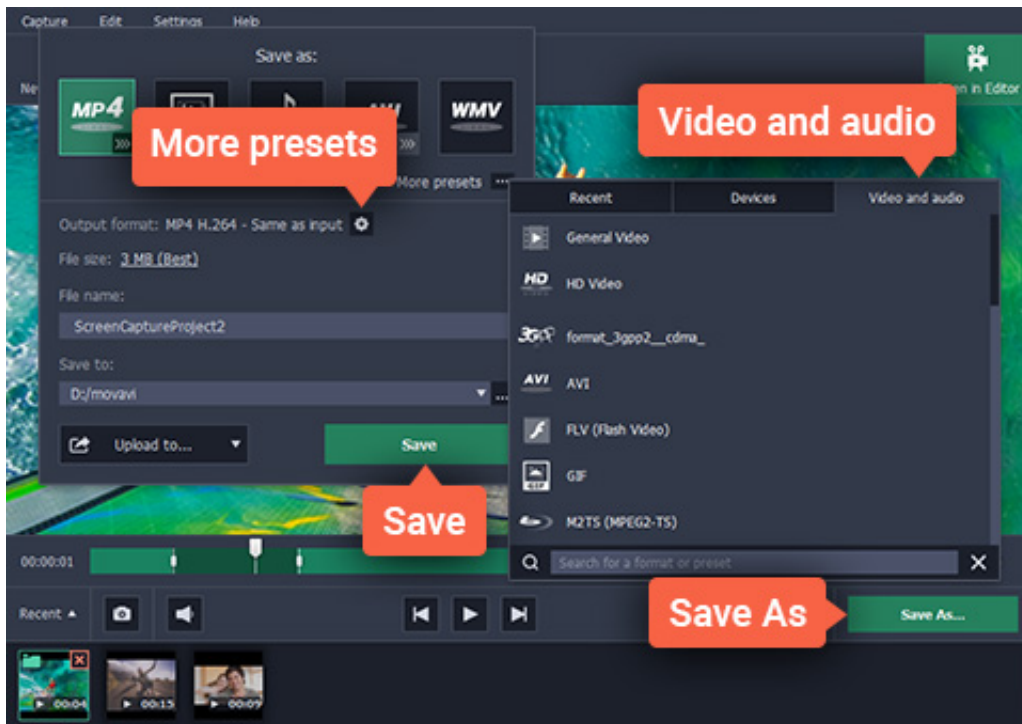 Capture Edit Settings Help
Save as:
MP4
WMV
in Editor
More presets
Video and audio
More presets ...
Recent Devices Video and audio
Output format: MP4 H.264 - Same as input
General Video
File size: 3 MB (Best)
HD HD Video
File name:
ScreenCaptureProject2
format_3gpp2__cdma_
Save to:
AVI AVI
D:/movavi ...
FLV (Flash Video)
Upload to... Save
GIF GIF
Save
M2TS (MPEG2-TS)
00:00:01
Search for a format or preset
Recent
Save As
Save As...
00:04 00:15 00:09